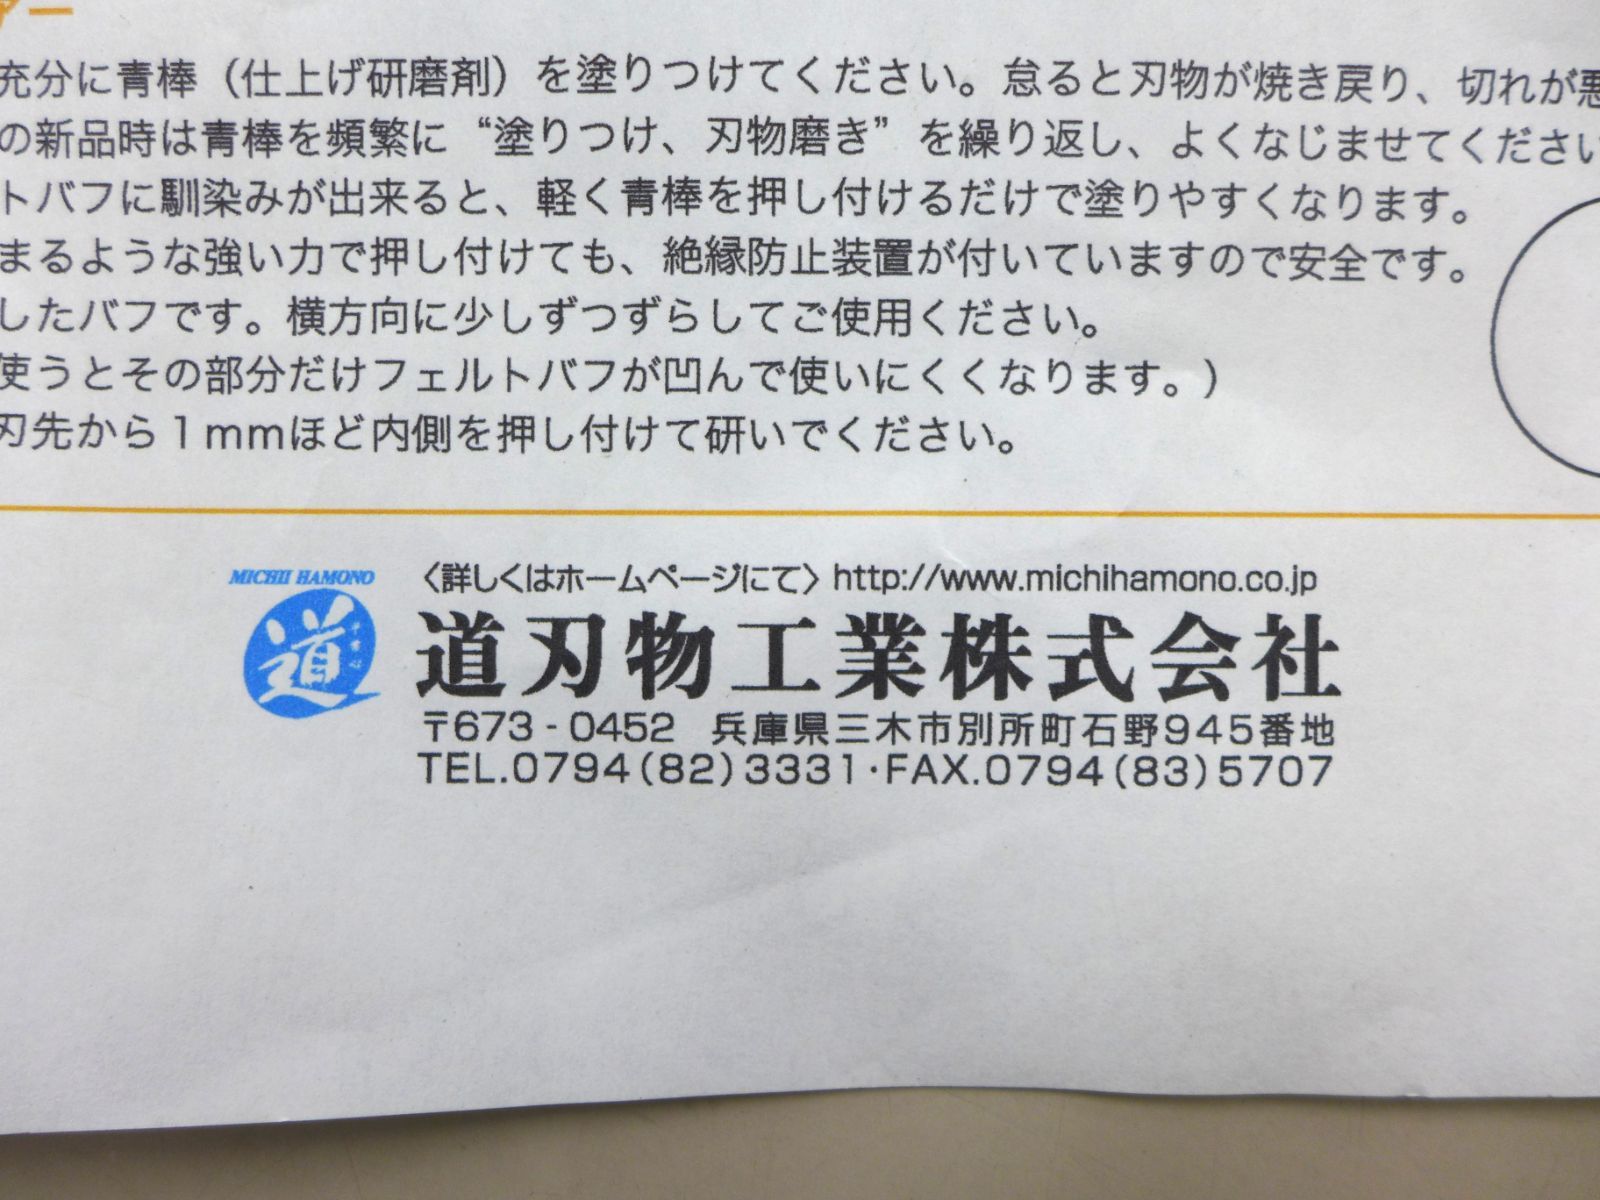 ー
充分に青棒（仕上げ研磨剤）を塗りつけてください。怠ると刃物が焼き戻り、切れが悪
の新品時は青棒を頻繁に“塗りつけ、刃物磨き”を繰り返し、よくなじませてください
トバフに馴染みが出来ると、軽く青棒を押し付けるだけで塗りやすくなります。
まるような強い力で押し付けても、絶縁防止装置が付いていますので安全です。
したバフです。横方向に少しずつずらしてご使用ください。
使うとその部分だけフェルトバフが凹んで使いにくくなります。）
刃先から1mmほど内側を押し付けて研いでください。
MICHI HAMONO
道
〈詳しくはホームページにて〉http://www.michihamono.co.jp
道刃物工業株式会社
〒673-0452 兵庫県三木市別所町石野945番地
TEL.0794(82)3331・FAX.0794(83)5707